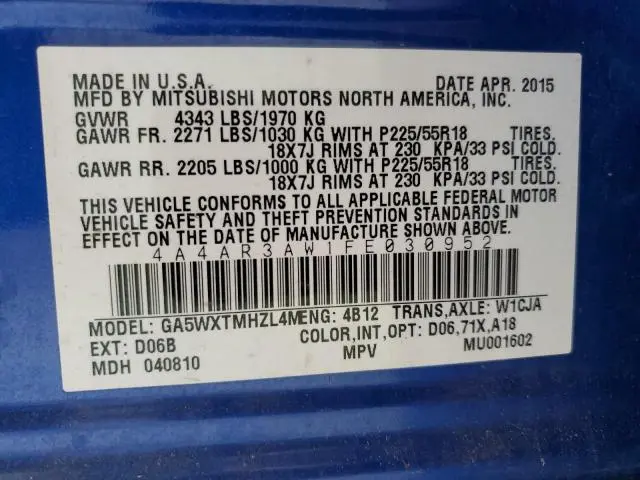 MADE IN U.S.A. DATE APR. 2015
MFD BY MITSUBISHI MOTORS NORTH AMERICA, INC.
GVWR 4343 LBS/1970 KG
GAWR FR. 2271 LBS/1030 KG WITH P225/55R18 TIRES.
18X7J RIMS AT 230 KPA/33 PSI COLD.
GAWR RR. 2205 LBS/1000 KG WITH P225/55R18 TIRES.
18X7J RIMS AT 230 KPA/33 PSI COLD.
THIS VEHICLE CONFORMS TO ALL APPLICABLE FEDERAL MOTOR
VEHICLE SAFETY AND THEFT PREVENTION STANDARDS IN
EFFECT ON THE DATE OF MANUFACTURE SHOWN ABOVE.
4A4AR3AW1FE030952
MODEL: GA5WXTMHZL4MENG: 4B12 TRANS,AXLE: W1CJA
EXT: D06B COLOR,INT,OPT: D06,71X,A18
MDH 040810 MPV MU001602